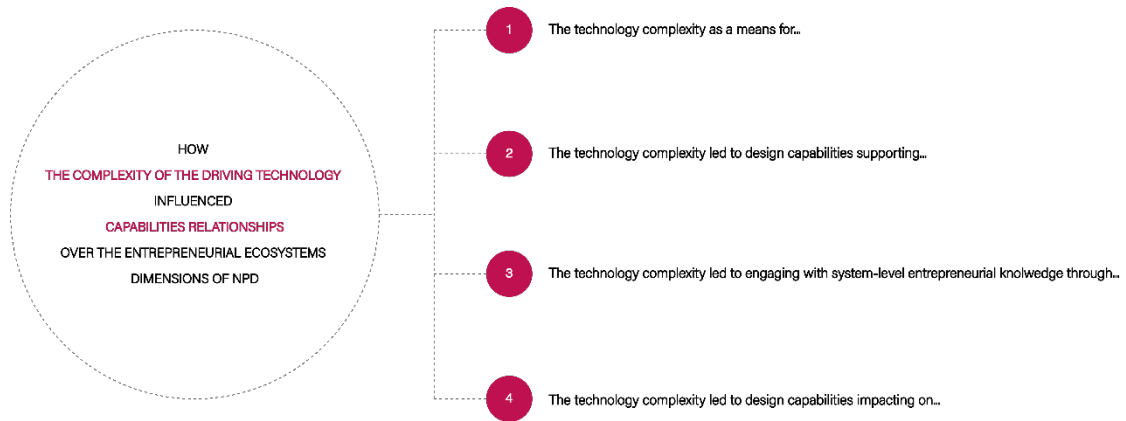 HOW
THE COMPLEXITY OF THE DRIVING TECHNOLOGY
INFLUENCED
CAPABILITIES RELATIONSHIPS
OVER THE ENTREPRENEURIAL ECOSYSTEMS
DIMENSIONS OF NPD
1 The technology complexity as a means for...
2 The technology complexity led to design capabilities supporting...
3 The technology complexity led to engaging with system-level entrepreneurial knolwedge through...
4 The technology complexity led to design capabilities impacting on...